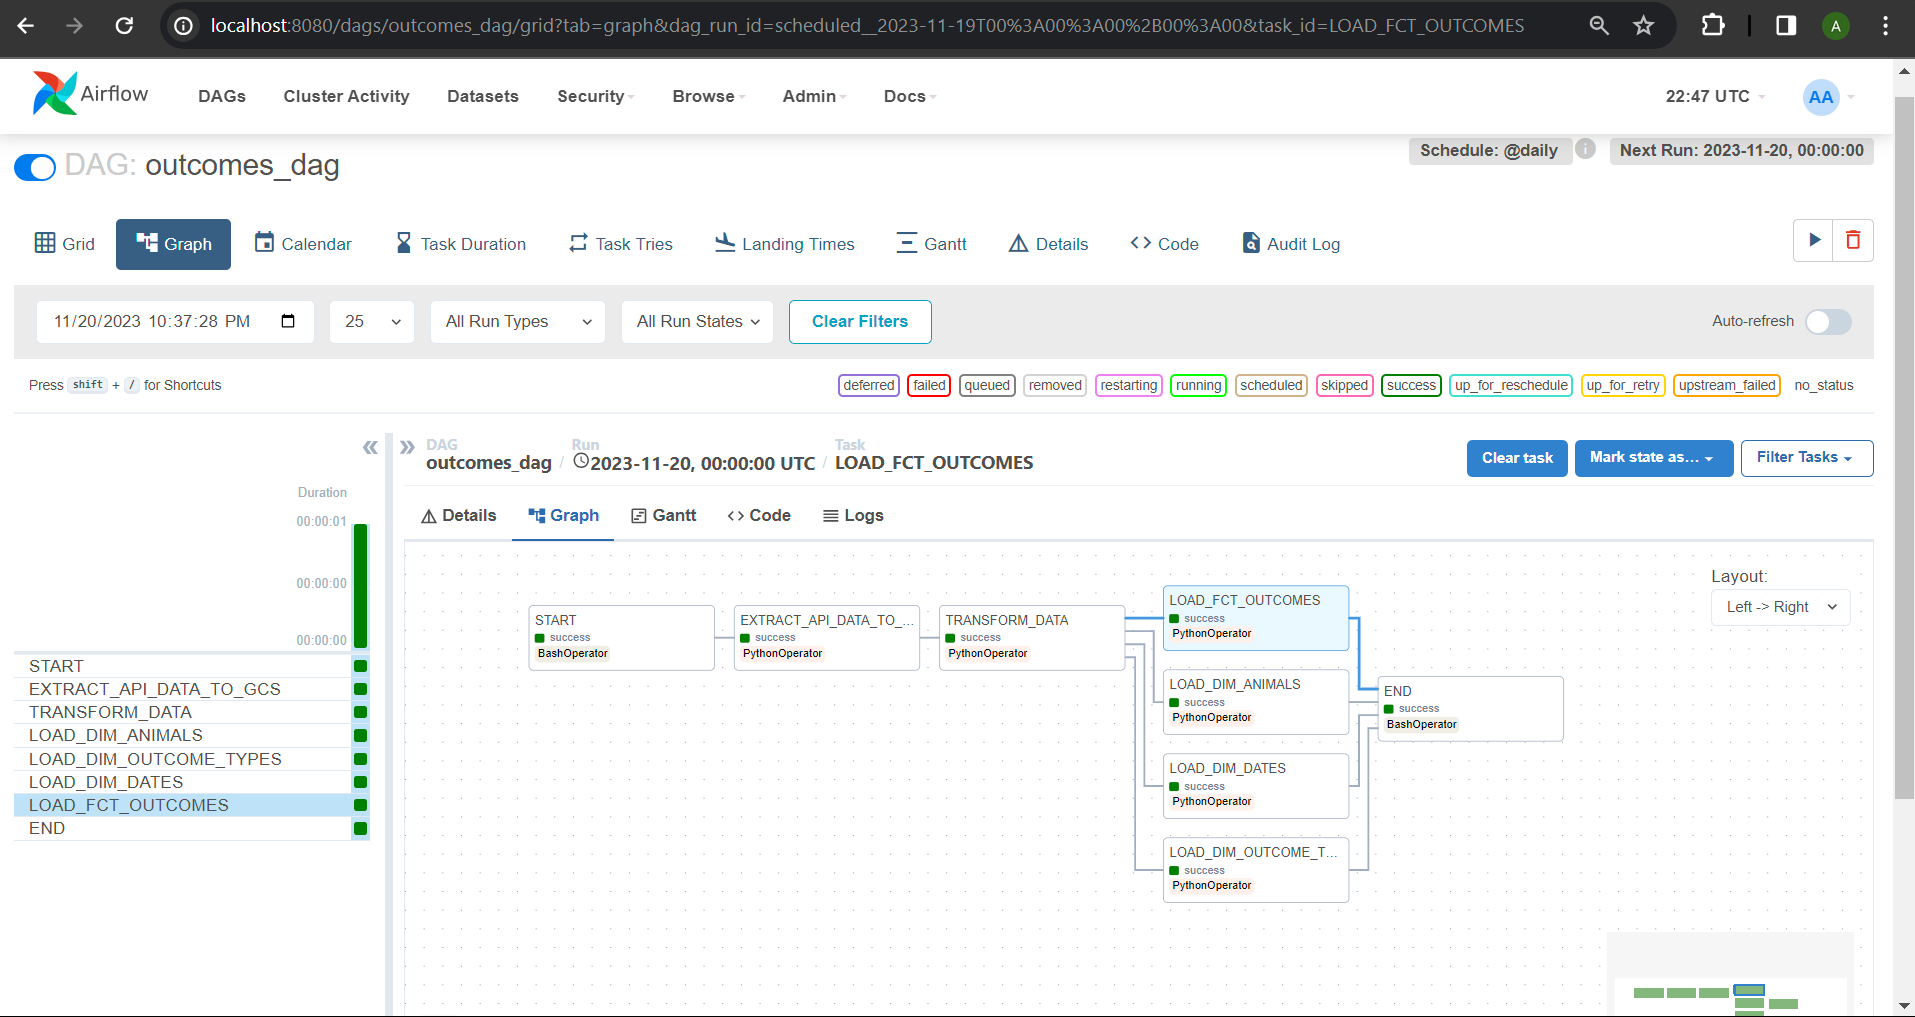 localhost:8080/dags/outcomes_dag/grid?tab=graph&dag_run_id=scheduled__2023-11-19T00%3A00%3A00%2B00%3A00&task_id=LOAD_FCT_OUTCOMES
A
Airflow
DAGs Cluster Activity Datasets Security Browse Admin Docs 22:47 UTC AA
DAG: outcomes_dag
Schedule: @daily i Next Run: 2023-11-20, 00:00:00
Grid Graph Calendar Task Duration Task Tries Landing Times Gantt Details Code Audit Log
11/20/2023 10:37:28 PM 25 All Run Types All Run States Clear Filters Auto-refresh
Press shift + / for Shortcuts deferred failed queued removed restarting running scheduled skipped success up_for_reschedule up_for_retry upstream_failed no_status
DAG Run Task
outcomes_dag / 2023-11-20, 00:00:00 UTC / LOAD_FCT_OUTCOMES Clear task Mark state as... Filter Tasks
Details Graph Gantt Code Logs
Duration
00:00:01
00:00:00
00:00:00
START
EXTRACT_API_DATA_TO_GCS
TRANSFORM_DATA
LOAD_DIM_ANIMALS
LOAD_DIM_OUTCOME_TYPES
LOAD_DIM_DATES
LOAD_FCT_OUTCOMES
END
Layout:
Left -> Right
START
success
BashOperator
EXTRACT_API_DATA_TO_...
success
PythonOperator
TRANSFORM_DATA
success
PythonOperator
LOAD_FCT_OUTCOMES
success
PythonOperator
LOAD_DIM_ANIMALS
success
PythonOperator
LOAD_DIM_DATES
success
PythonOperator
LOAD_DIM_OUTCOME_T...
success
PythonOperator
END
success
BashOperator